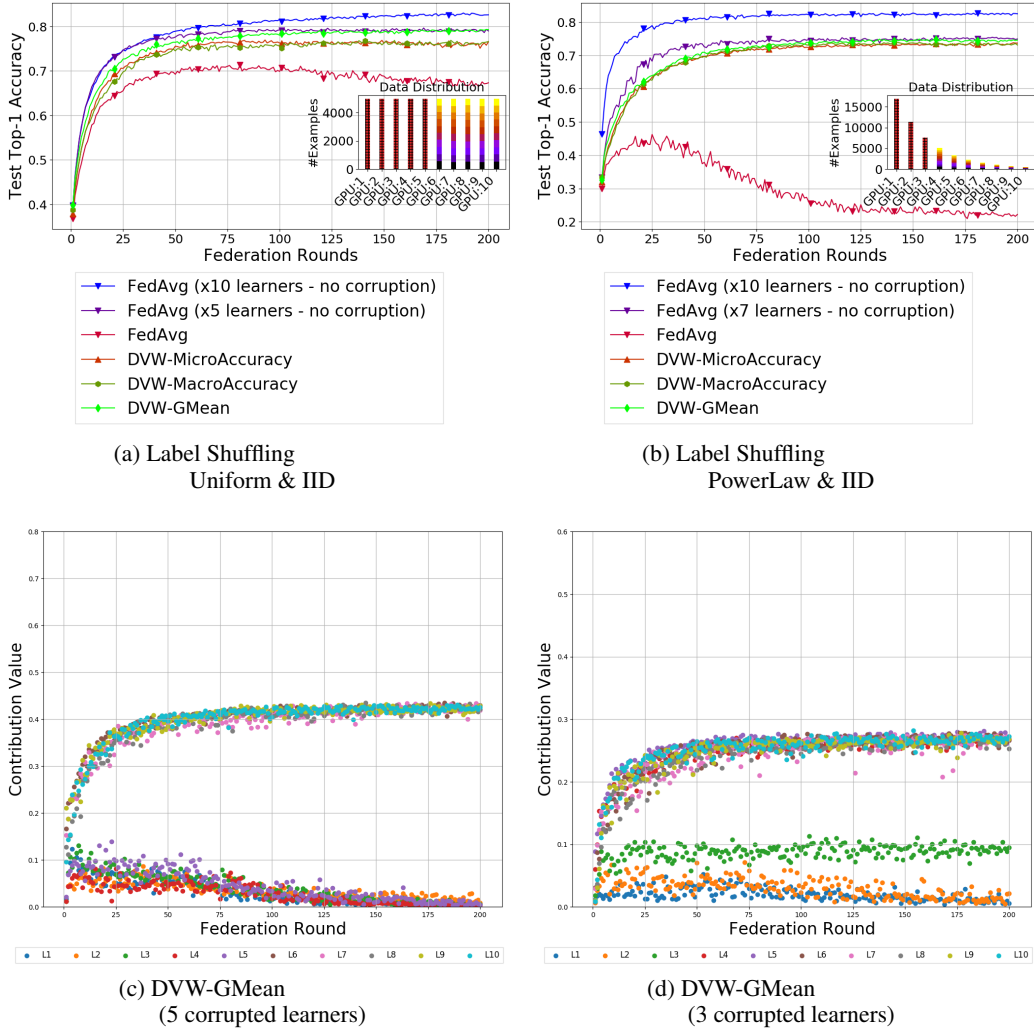 Test Top-1 Accuracy
0.8
0.7
0.6
0.5
0.4
Data Distribution
#Examples
4000
2000
0
GPU:1
GPU:2
GPU:3
GPU:4
GPU:5
GPU:6
GPU:7
GPU:8
GPU:9
GPU:10
0 25 50 75 100 125 150 175 200
Federation Rounds
FedAvg (x10 learners - no corruption)
FedAvg (x5 learners - no corruption)
FedAvg
DVW-MicroAccuracy
DVW-MacroAccuracy
DVW-GMean
(a) Label Shuffling
Uniform & IID
Test Top-1 Accuracy
0.8
0.7
0.6
0.5
0.4
0.3
0.2
Data Distribution
#Examples
15000
10000
5000
0
GPU:1
GPU:2
GPU:3
GPU:4
GPU:5
GPU:6
GPU:7
GPU:8
GPU:9
GPU:10
0 25 50 75 100 125 150 175 200
Federation Rounds
FedAvg (x10 learners - no corruption)
FedAvg (x7 learners - no corruption)
FedAvg
DVW-MicroAccuracy
DVW-MacroAccuracy
DVW-GMean
(b) Label Shuffling
PowerLaw & IID
Contribution Value
0.8
0.7
0.6
0.5
0.4
0.3
0.2
0.1
0.0
0 25 50 75 100 125 150 175 200
Federation Round
L1 L2 L3 L4 L5 L6 L7 L8 L9 L10
(c) DVW-GMean
(5 corrupted learners)
Contribution Value
0.6
0.5
0.4
0.3
0.2
0.1
0.0
0 25 50 75 100 125 150 175 200
Federation Round
L1 L2 L3 L4 L5 L6 L7 L8 L9 L10
(d) DVW-GMean
(3 corrupted learners)